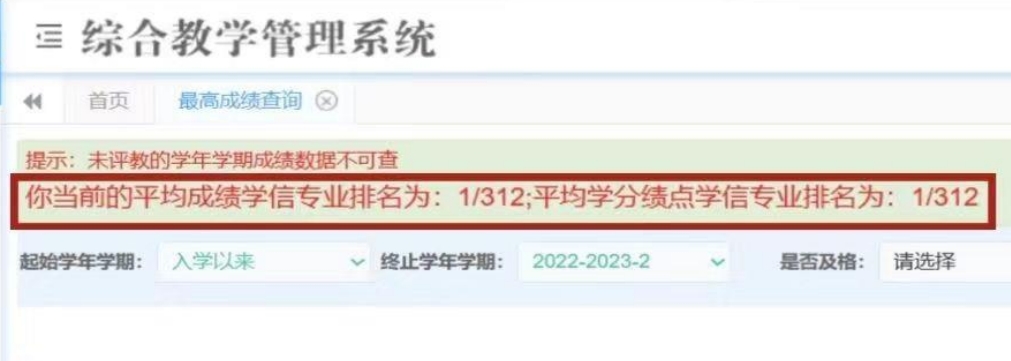 综合教学管理系统
首页 最高成绩查询
提示：未评教的学年学期成绩数据不可查
你当前的平均成绩学信专业排名为：1/312;平均学分绩点学信专业排名为：1/312
起始学年学期： 入学以来 终止学年学期： 2022-2023-2 是否及格： 请选择